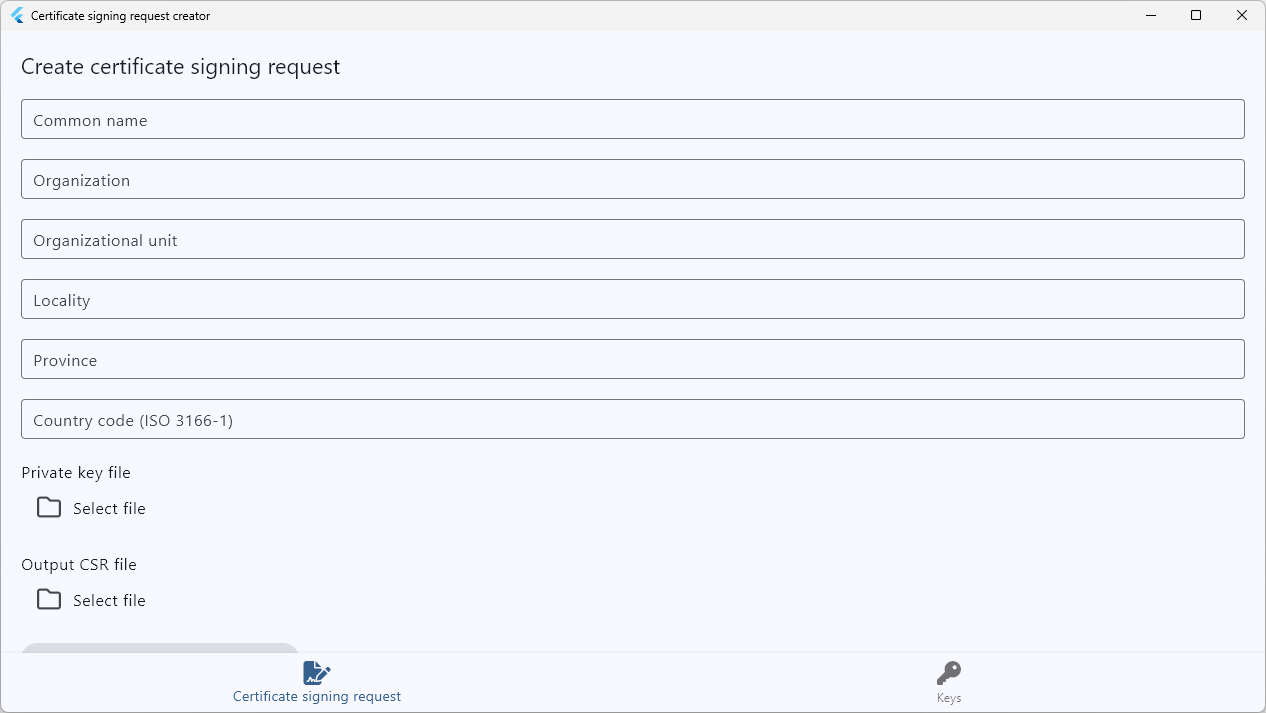 Certificate signing request creator
Create certificate signing request
Common name
Organization
Organizational unit
Locality
Province
Country code (ISO 3166-1)
Private key file
Select file
Output CSR file
Select file
Certificate signing request
Keys